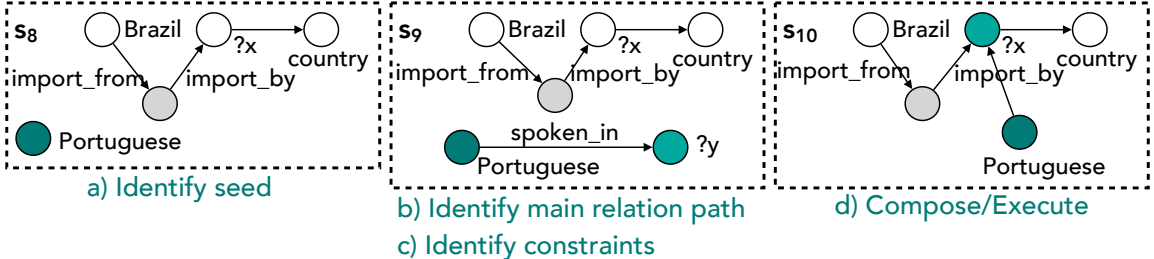 s8
Brazil
?x
country
import_from
import_by
Portuguese
a) Identify seed
s9
Brazil
?x
country
import_from
import_by
spoken_in
Portuguese
?y
b) Identify main relation path
c) Identify constraints
s10
Brazil
?x
country
import_from
import_by
Portuguese
d) Compose/Execute